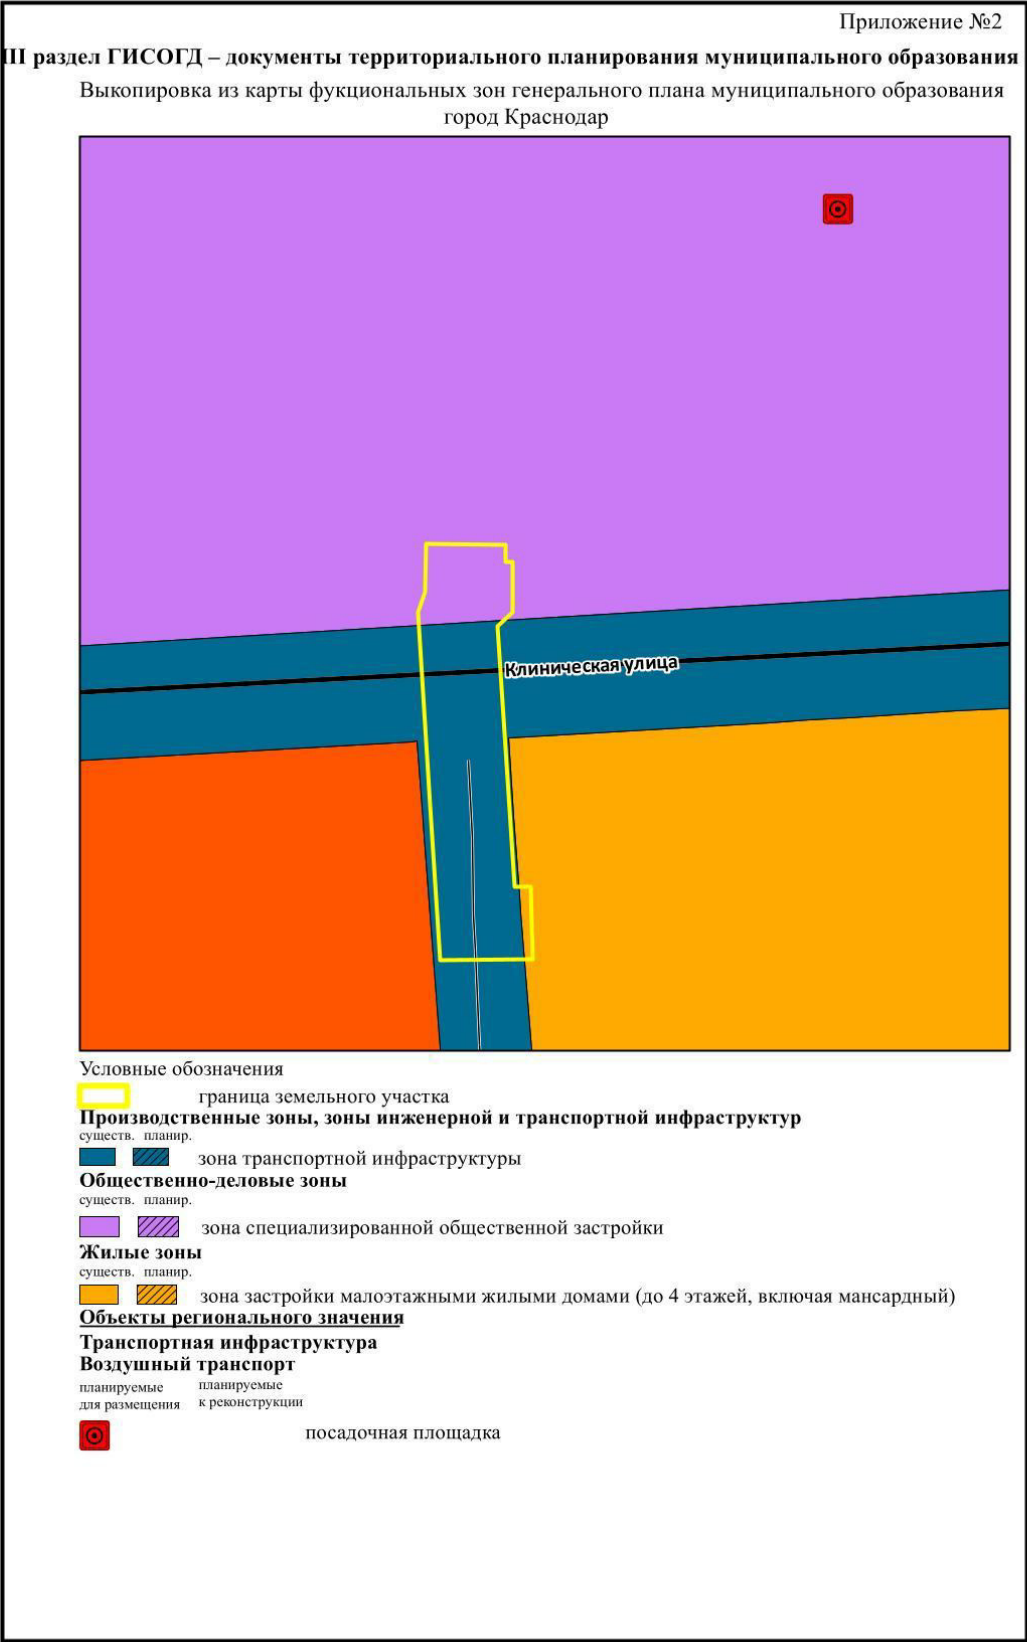 Приложение №2
III раздел ГИСОГД – документы территориального планирования муниципального образования
Выкопировка из карты фукциональных зон генерального плана муниципального образования
город Краснодар
Клиническая улица
Условные обозначения
граница земельного участка
Производственные зоны, зоны инженерной и транспортной инфраструктур
существ. планир.
зона транспортной инфраструктуры
Общественно-деловые зоны
существ. планир.
зона специализированной общественной застройки
Жилые зоны
существ. планир.
зона застройки малоэтажными жилыми домами (до 4 этажей, включая мансардный)
Объекты регионального значения
Транспортная инфраструктура
Воздушный транспорт
планируемые планируемые
для размещения к реконструкции
посадочная площадка